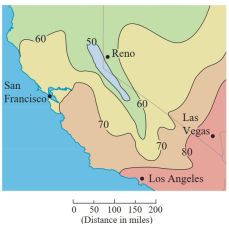 60
50
Reno
San
Francisco
60
70
Las
Vegas
70
80
Los Angeles
0 50 100 150 200
(Distance in miles)